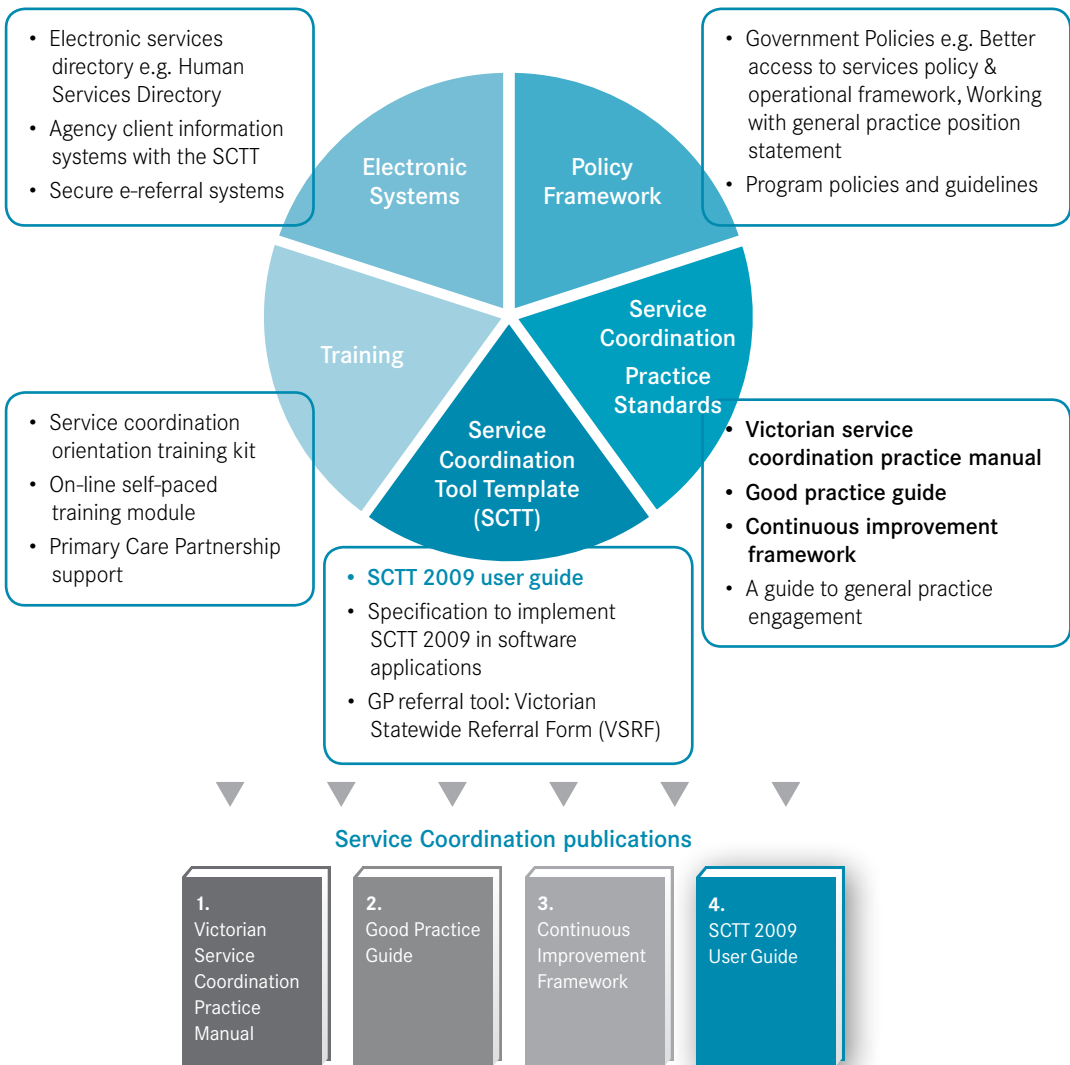 • Electronic services
directory e.g. Human
Services Directory
• Agency client information
systems with the SCTT
• Secure e-referral systems
• Government Policies e.g. Better
access to services policy &
operational framework, Working
with general practice position
statement
• Program policies and guidelines
Electronic
Systems
Policy
Framework
Training
Service
Coordination
Practice
Standards
Service
Coordination
Tool Template
(SCTT)
• Service coordination
orientation training kit
• On-line self-paced
training module
• Primary Care Partnership
support
• Victorian service
coordination practice manual
• Good practice guide
• Continuous improvement
framework
• A guide to general practice
engagement
• SCTT 2009 user guide
• Specification to implement
SCTT 2009 in software
applications
• GP referral tool: Victorian
Statewide Referral Form (VSRF)
Service Coordination publications
1.
Victorian
Service
Coordination
Practice
Manual
2.
Good Practice
Guide
3.
Continuous
Improvement
Framework
4.
SCTT 2009
User Guide